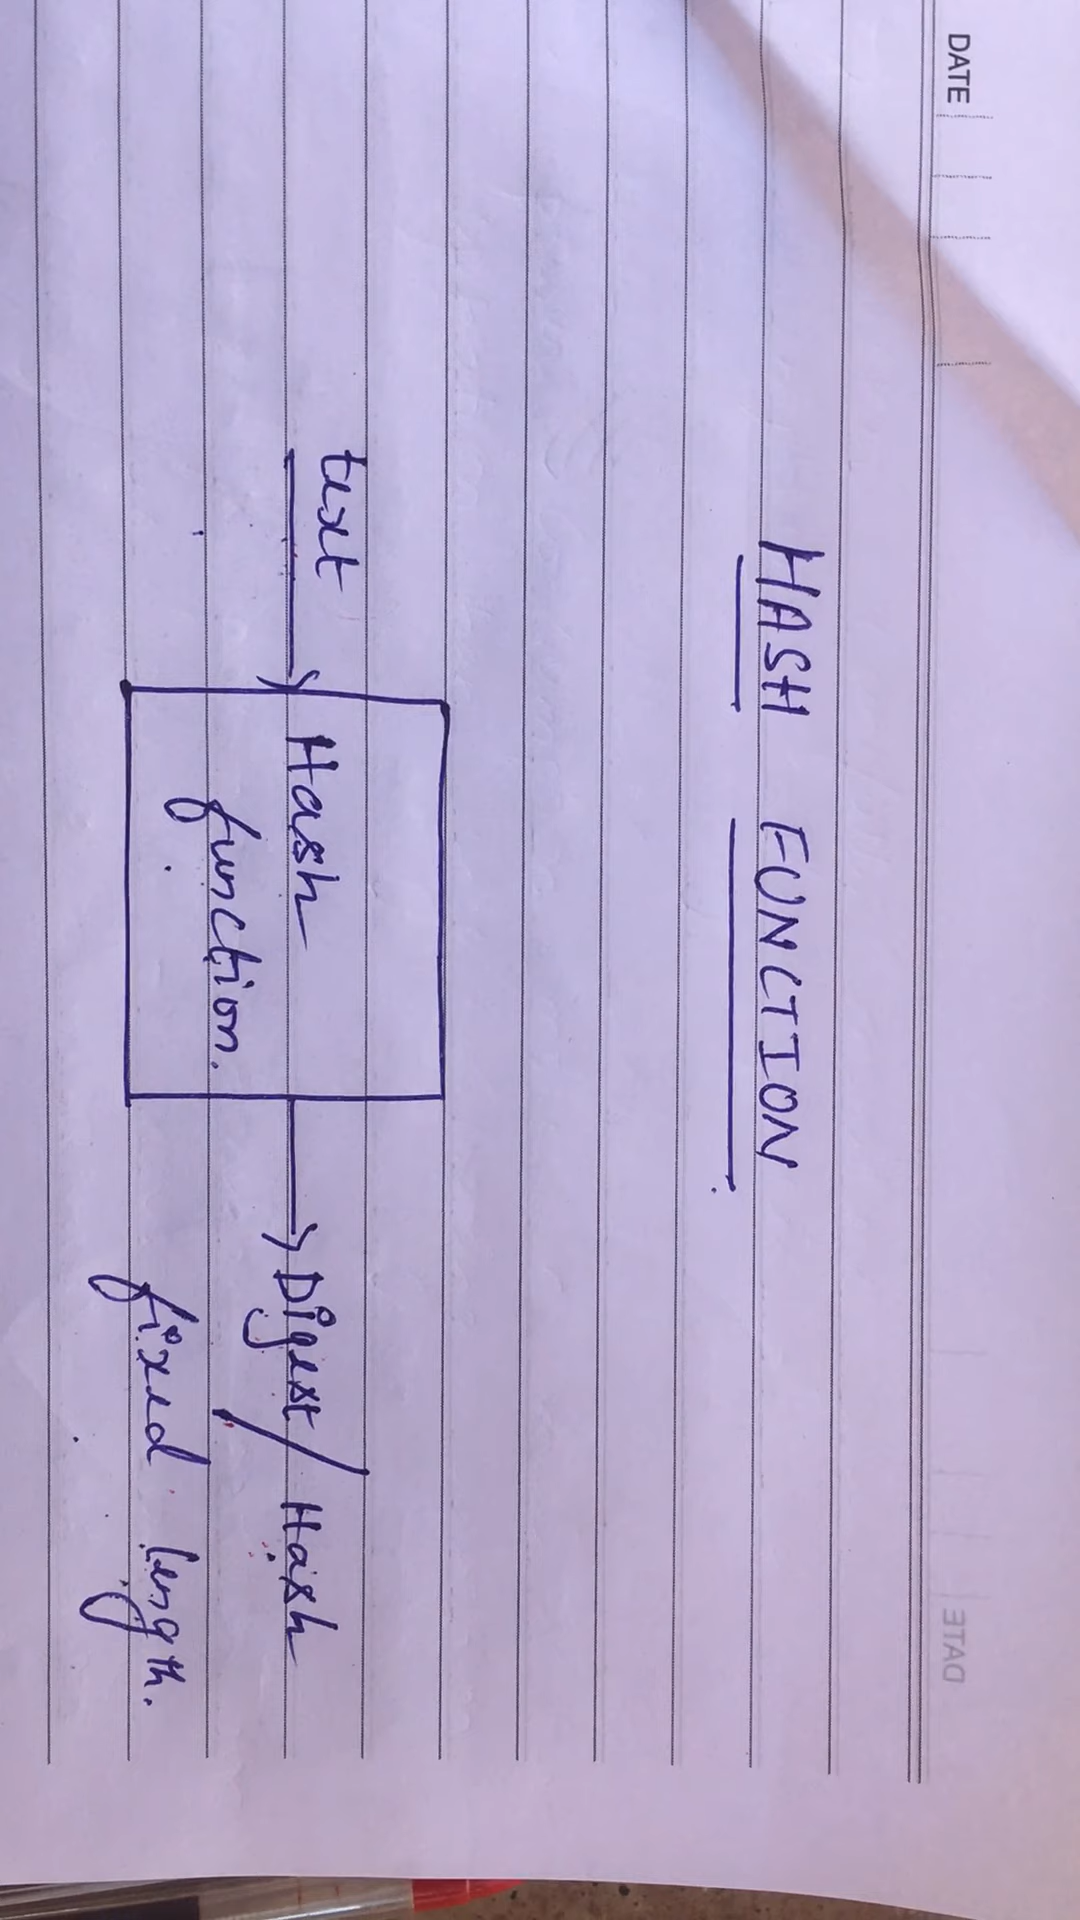 DATE
HASH FUNCTION
text
Hash
function.
Digest/Hash
fixed length.
DATE